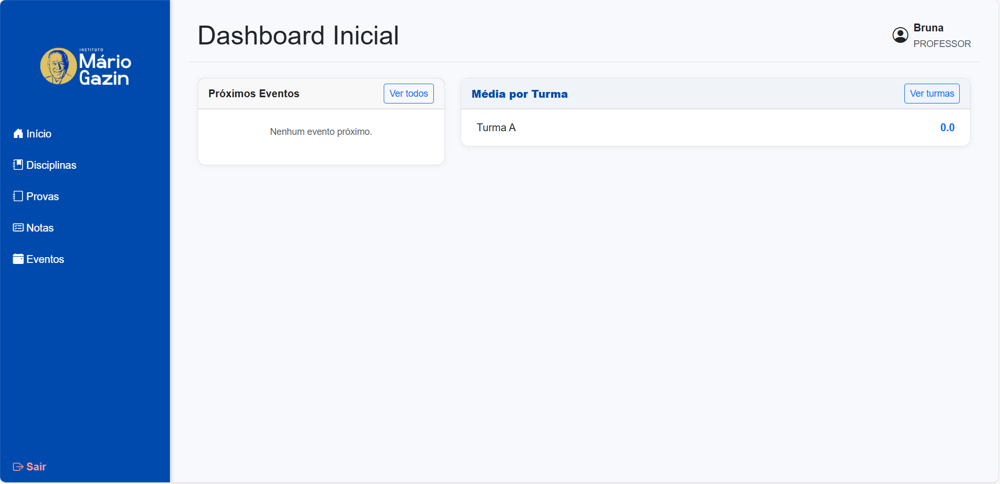 INSTITUTO
Mário
Gazin
Início
Disciplinas
Provas
Notas
Eventos
Sair
Dashboard Inicial
Bruna
PROFESSOR
Próximos Eventos
Ver todos
Nenhum evento próximo.
Média por Turma
Ver turmas
Turma A
0.0